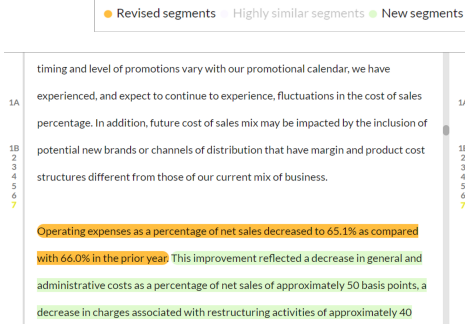 Revised segments Highly similar segments New segments
timing and level of promotions vary with our promotional calendar, we have
experienced, and expect to continue to experience, fluctuations in the cost of sales
1A
percentage. In addition, future cost of sales mix may be impacted by the inclusion of
1B
potential new brands or channels of distribution that have margin and product cost
2
3
4
structures different from those of our current mix of business.
5
6
7
Operating expenses as a percentage of net sales decreased to 65.1% as compared
with 66.0% in the prior year. This improvement reflected a decrease in general and
administrative costs as a percentage of net sales of approximately 50 basis points, a
decrease in charges associated with restructuring activities of approximately 40